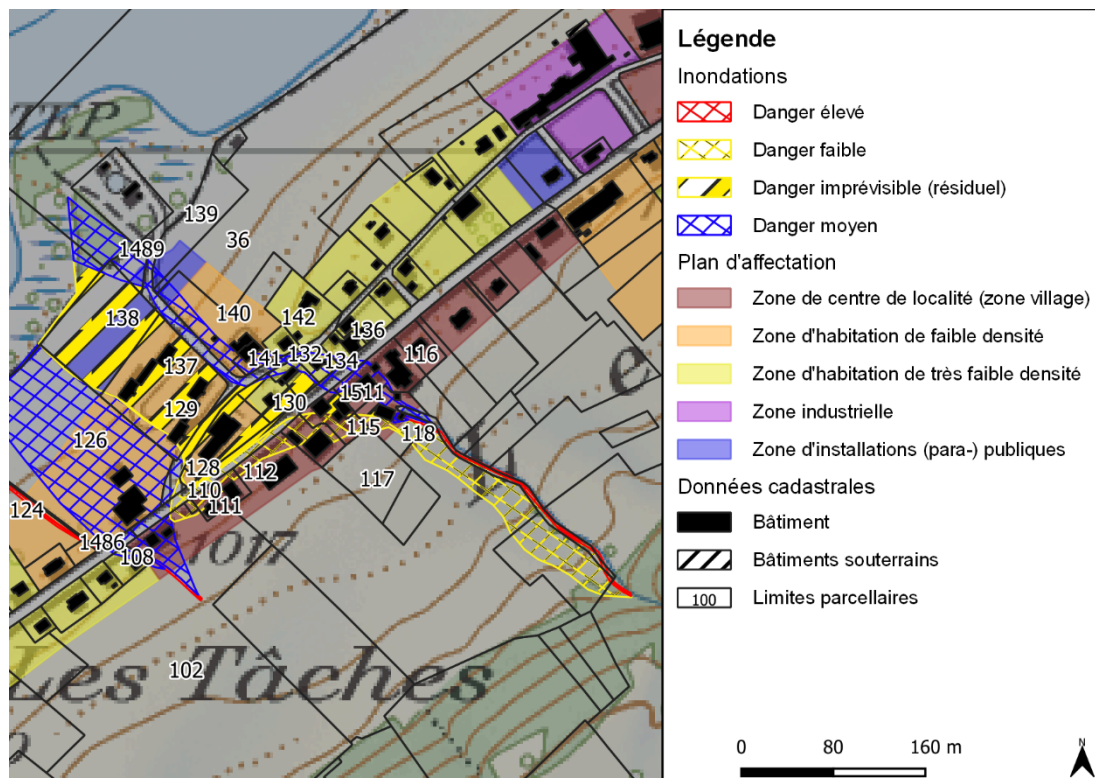 STEP
139
1489
36
138
140
142
136
137
141
132
134
116
1511
129
130
115
118
126
128
112
117
110
111
124
1486
108
1017
102
Les Tâches
Légende
Inondations
Danger élevé
Danger faible
Danger imprévisible (résiduel)
Danger moyen
Plan d'affectation
Zone de centre de localité (zone village)
Zone d'habitation de faible densité
Zone d'habitation de très faible densité
Zone industrielle
Zone d'installations (para-) publiques
Données cadastrales
Bâtiment
Bâtiments souterrains
100 Limites parcellaires
0 80 160 m
N